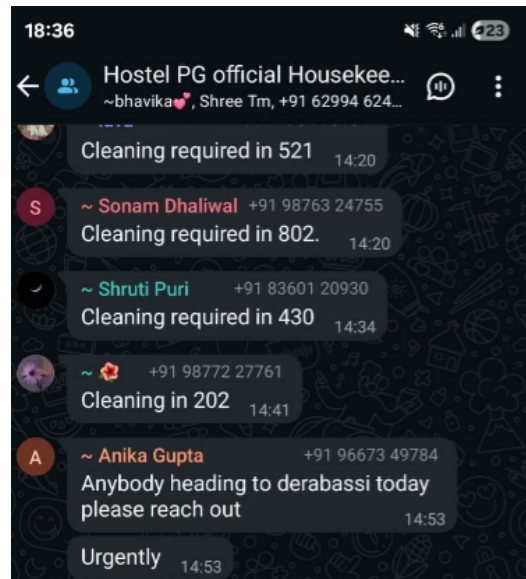 18:36
23
Hostel PG official Housekee...
~bhavika💕, Shree Tm, +91 62994 624...
Cleaning required in 521
14:20
S
~ Sonam Dhaliwal +91 98763 24755
Cleaning required in 802.
14:20
~ Shruti Puri +91 83601 20930
Cleaning required in 430
14:34
~ 🌺 +91 98772 27761
Cleaning in 202
14:41
A
~ Anika Gupta +91 96673 49784
Anybody heading to derabassi today
please reach out
14:53
Urgently
14:53